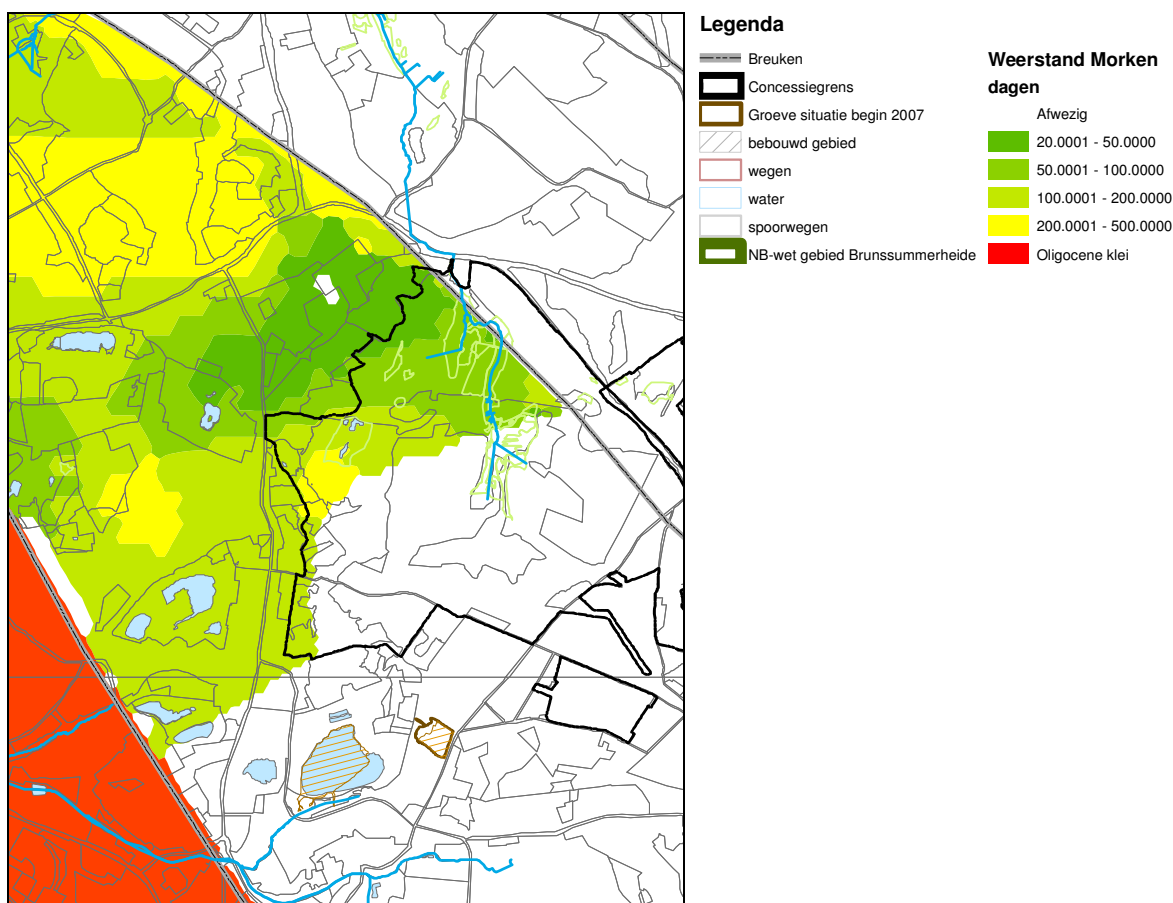 Legenda
Breuken
Concessiegrens
Groeve situatie begin 2007
bebouwd gebied
wegen
water
spoorwegen
NB-wet gebied Brunssummerheide
Weerstand Morken
dagen
Afwezig
20.0001 - 50.0000
50.0001 - 100.0000
100.0001 - 200.0000
200.0001 - 500.0000
Oligocene klei